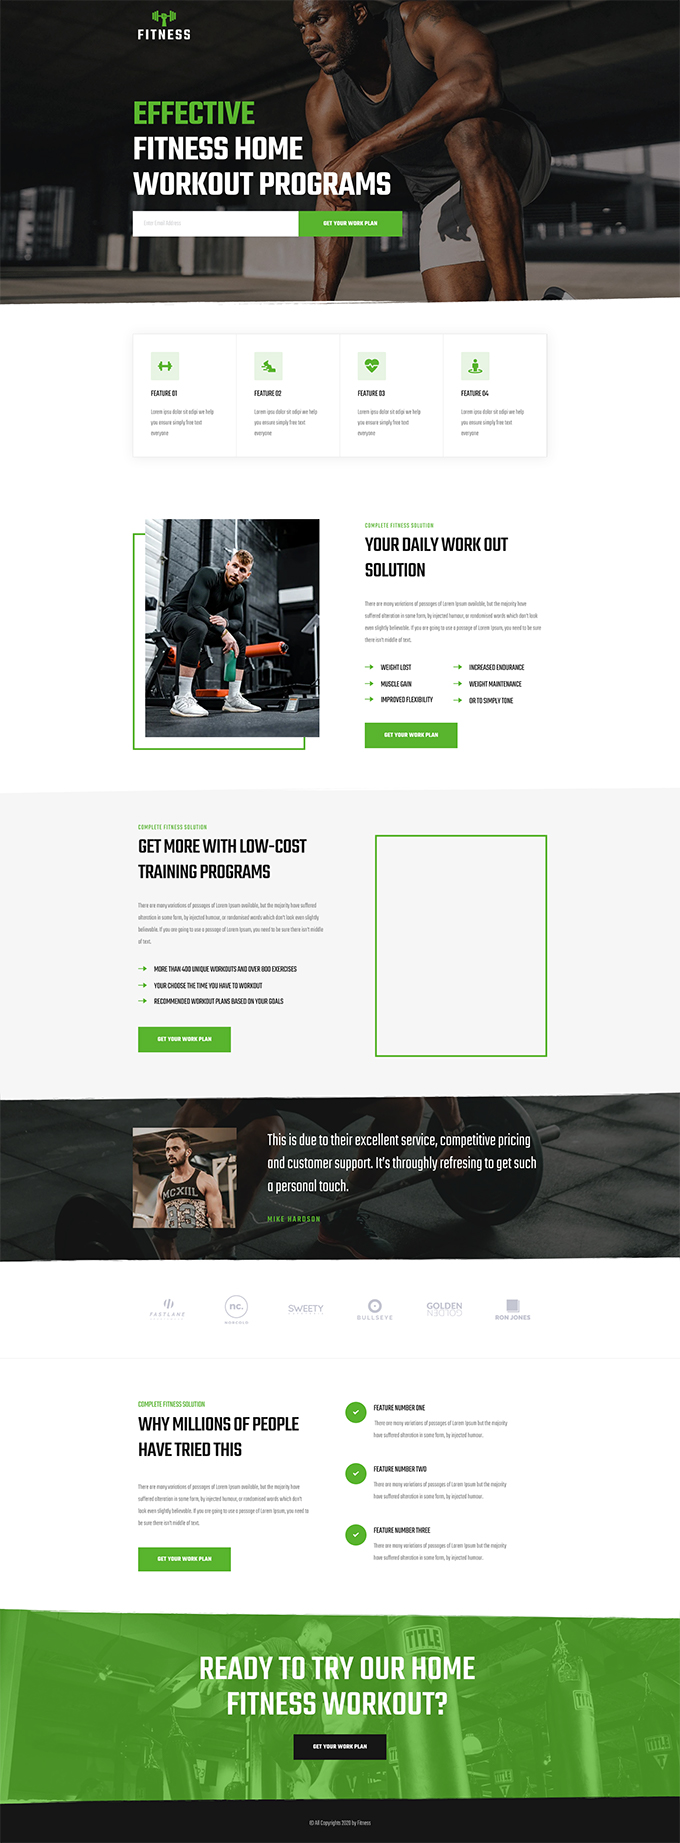 FITNESS
EFFECTIVE
FITNESS HOME
WORKOUT PROGRAMS
Enter Email Address
GET YOUR WORK PLAN
FEATURE 01
Lorem ipsu dolor sit adipi we help
you ensure simply free text
everyone
FEATURE 02
Lorem ipsu dolor sit adipi we help
you ensure simply free text
everyone
FEATURE 03
Lorem ipsu dolor sit adipi we help
you ensure simply free text
everyone
FEATURE 04
Lorem ipsu dolor sit adipi we help
you ensure simply free text
everyone
COMPLETE FITNESS SOLUTION
YOUR DAILY WORK OUT
SOLUTION
There are many variations of passages of Lorem Ipsum available, but the majority have
suffered alteration in some form, by injected humour, or randomised words which don't look
even slightly believable. If you are going to use a passage of Lorem Ipsum, you need to be sure
there isn't middle of text.
WEIGHT LOST
MUSCLE GAIN
IMPROVED FLEXIBILITY
INCREASED ENDURANCE
WEIGHT MAINTENANCE
OR TO SIMPLY TONE
GET YOUR WORK PLAN
COMPLETE FITNESS SOLUTION
GET MORE WITH LOW-COST
TRAINING PROGRAMS
There are many variations of passages of Lorem Ipsum available, but the majority have suffered
alteration in some form, by injected humour, or randomised words which don't look even slightly
believable. If you are going to use a passage of Lorem Ipsum, you need to be sure there isn't middle
of text.
MORE THAN 400 UNIQUE WORKOUTS AND OVER 800 EXERCISES
YOUR CHOOSE THE TIME YOU HAVE TO WORKOUT
RECOMMENDED WORKOUT PLANS BASED ON YOUR GOALS
GET YOUR WORK PLAN
MCXIIL
93
This is due to their excellent service, competitive pricing
and customer support. It's throughly refresing to get such
a personal touch.
MIKE HARDSON
FASTLANE
nc.
SWEETY
BULLSEYE
GOLDEN
GOLDEN
RON JONES
COMPLETE FITNESS SOLUTION
WHY MILLIONS OF PEOPLE
HAVE TRIED THIS
There are many variations of passages of Lorem Ipsum available, but the majority have
suffered alteration in some form, by injected humour, or randomised words which don't
look even slightly believable. If you are going to use a passage of Lorem Ipsum, you need to
be sure there isn't middle of text.
GET YOUR WORK PLAN
FEATURE NUMBER ONE
There are many variations of passages of Lorem Ipsum but the majority
have suffered alteration in some form, by injected humour.
FEATURE NUMBER TWO
There are many variations of passages of Lorem Ipsum but the majority
have suffered alteration in some form, by injected humour.
FEATURE NUMBER THREE
There are many variations of passages of Lorem Ipsum but the majority
have suffered alteration in some form, by injected humour.
TITLE
TITLE
TITLE
READY TO TRY OUR HOME
FITNESS WORKOUT?
GET YOUR WORK PLAN
(C) All Copyrights 2020 by Fitness